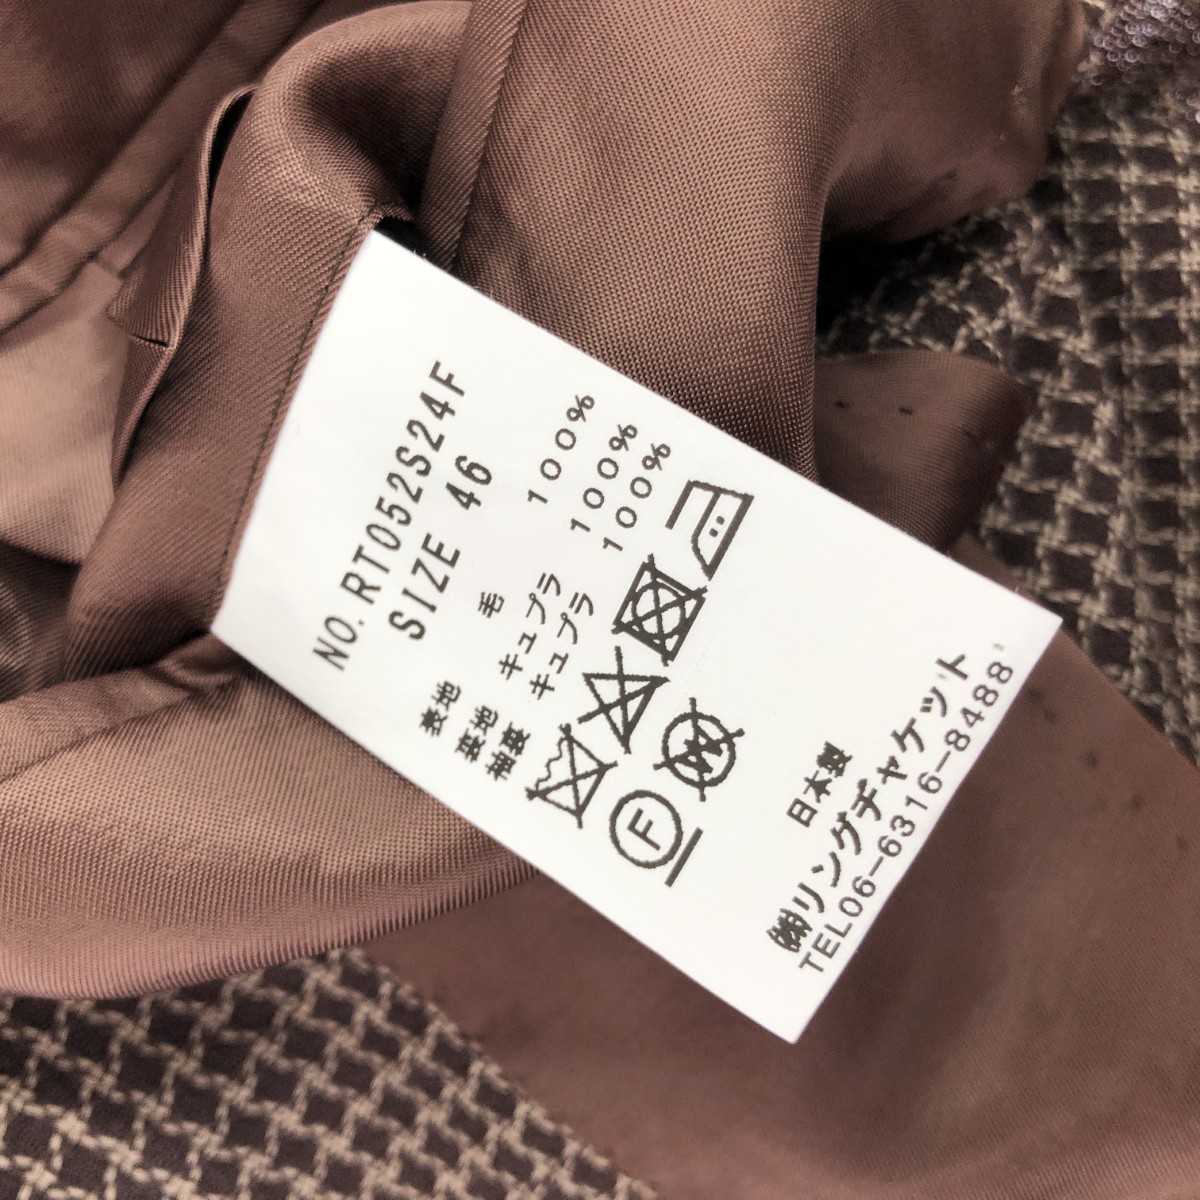 NO. RT052S24F
SIZE 46
表地 毛 100%
裏地 キュプラ 100%
袖裏 キュプラ 100%
F
W
日本製
㈱リングヂャケット
TEL06-6316-8488